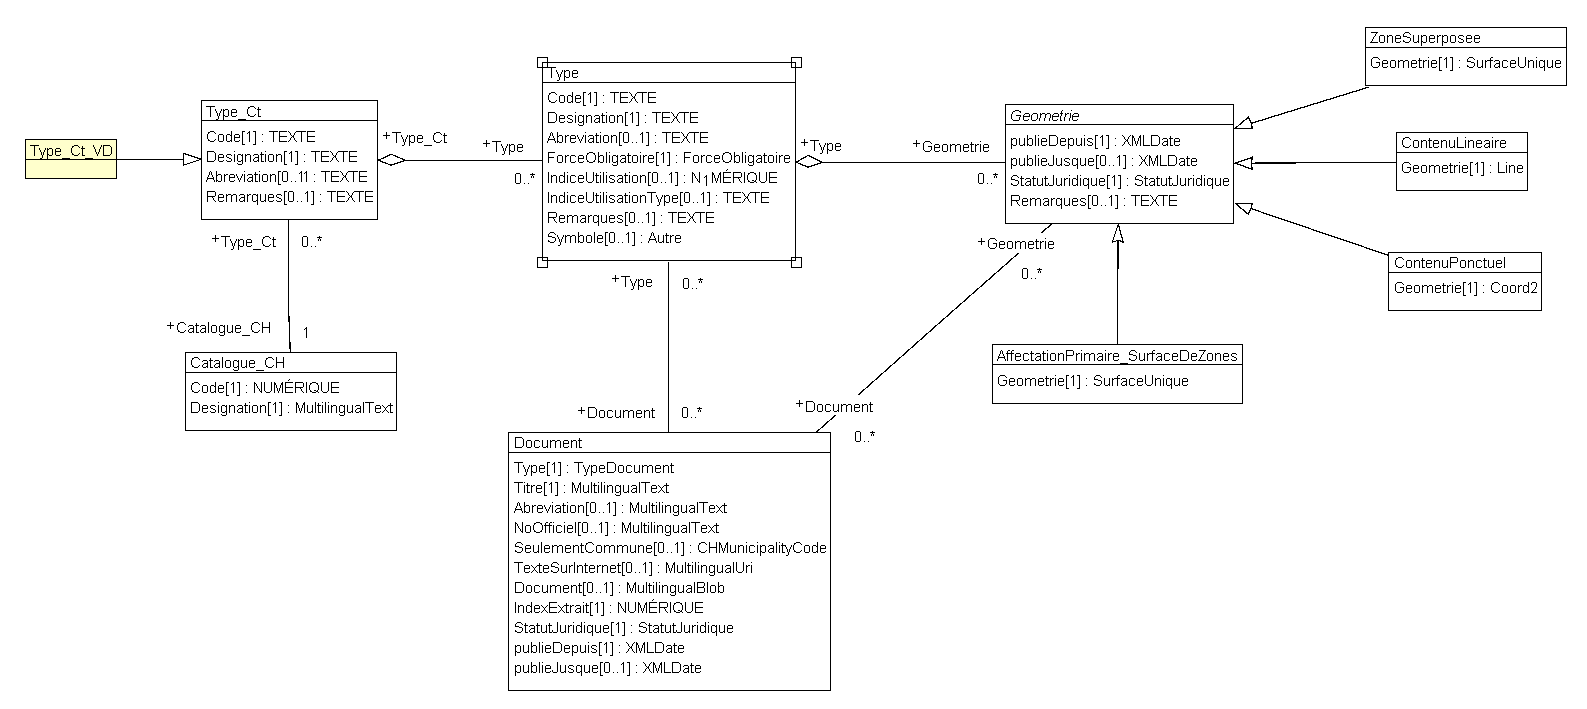 Type_Ct_VD
Type_Ct
Code[1] : TEXTE
Designation[1] : TEXTE
Abreviation[0..1] : TEXTE
Remarques[0..1] : TEXTE
+Type_Ct
+Type
0..*
1
Type
Code[1] : TEXTE
Designation[1] : TEXTE
Abreviation[0..1] : TEXTE
ForceObligatoire[1] : ForceObligatoire
IndiceUtilisation[0..1] : NUMÉRIQUE
IndiceUtilisationType[0..1] : TEXTE
Remarques[0..1] : TEXTE
Symbole[0..1] : Autre
+Type
+Geometrie
0..*
Geometrie
publieDepuis[1] : XMLDate
publieJusque[0..1] : XMLDate
StatutJuridique[1] : StatutJuridique
Remarques[0..1] : TEXTE
ZoneSuperposee
Geometrie[1] : SurfaceUnique
ContenuLineaire
Geometrie[1] : Line
ContenuPonctuel
Geometrie[1] : Coord2
AffectationPrimaire_SurfaceDeZones
Geometrie[1] : SurfaceUnique
+Type_Ct
0..*
+Catalogue_CH
1
Catalogue_CH
Code[1] : NUMÉRIQUE
Designation[1] : MultilingualText
+Type
0..*
+Document
0..*
+Geometrie
0..*
+Document
0..*
Document
Type[1] : TypeDocument
Titre[1] : MultilingualText
Abreviation[0..1] : MultilingualText
NoOfficiel[0..1] : MultilingualText
SeulementCommune[0..1] : CHMunicipalityCode
TexteSurInternet[0..1] : MultilingualUri
Document[0..1] : MultilingualBlob
IndexExtrait[1] : NUMÉRIQUE
StatutJuridique[1] : StatutJuridique
publieDepuis[1] : XMLDate
publieJusque[0..1] : XMLDate